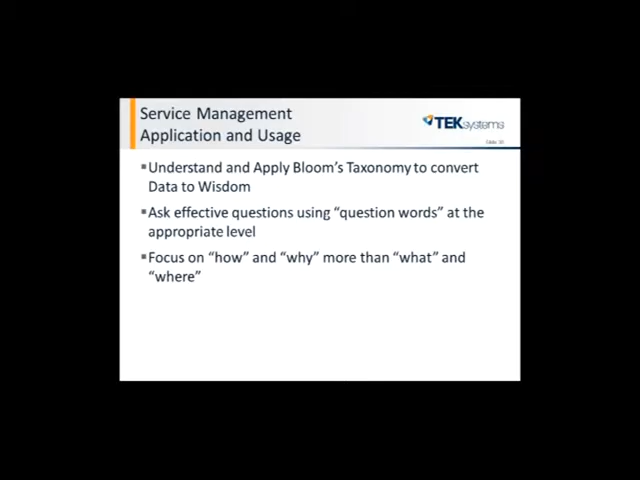 Service Management
Application and Usage
TEKsystems
▪Understand and Apply Bloom's Taxonomy to convert
Data to Wisdom
▪Ask effective questions using “question words” at the
appropriate level
▪Focus on “how” and “why” more than “what” and
“where”